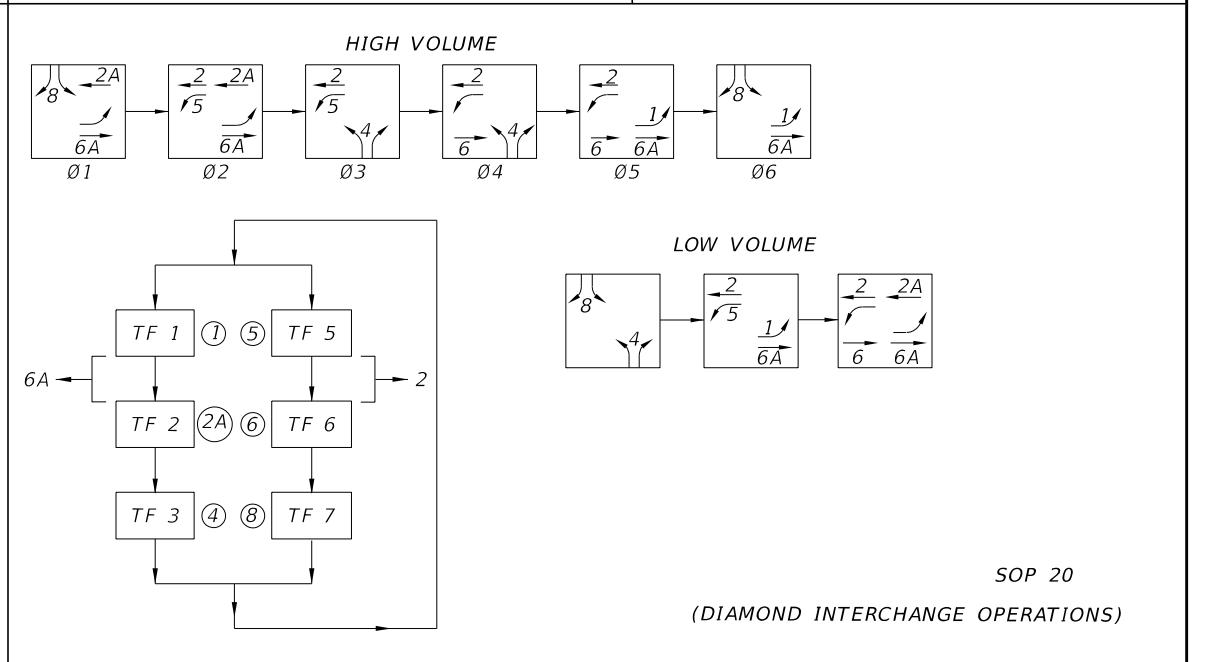 HIGH VOLUME
8 2A 6A
2 2A 5 6A
2 5 4
2 6 4
2 1 6 6A
8 1 6A
Ø1 Ø2 Ø3 Ø4 Ø5 Ø6
LOW VOLUME
8 4
2 5 1 6A
2 2A 6 6A
TF 1 1 5 TF 5
6A 2
TF 2 2A 6 TF 6
TF 3 4 8 TF 7
SOP 20
(DIAMOND INTERCHANGE OPERATIONS)